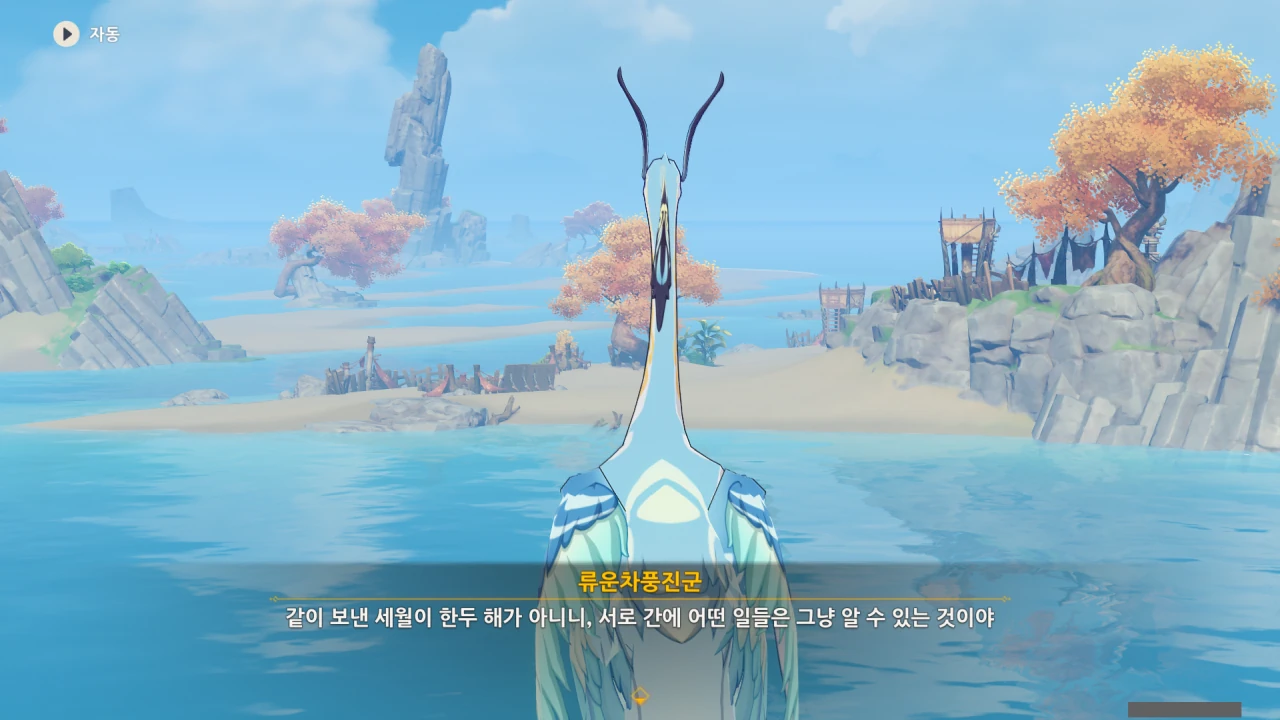 자동
류운차풍진군
같이 보낸 세월이 한두 해가 아니니, 서로 간에 어떤 일들은 그냥 알 수 있는 것이야